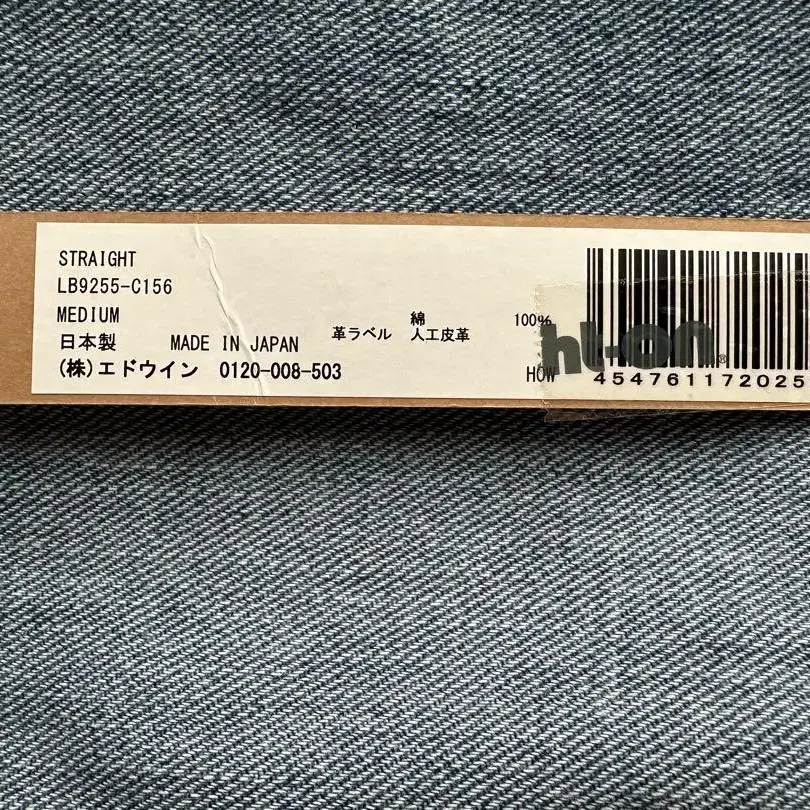 STRAIGHT
LB9255-C156
MEDIUM
日本製 MADE IN JAPAN
(株)エドウイン 0120-008-503
綿 100%
革ラベル 人工皮革
HOW
ht-on®
454761172025